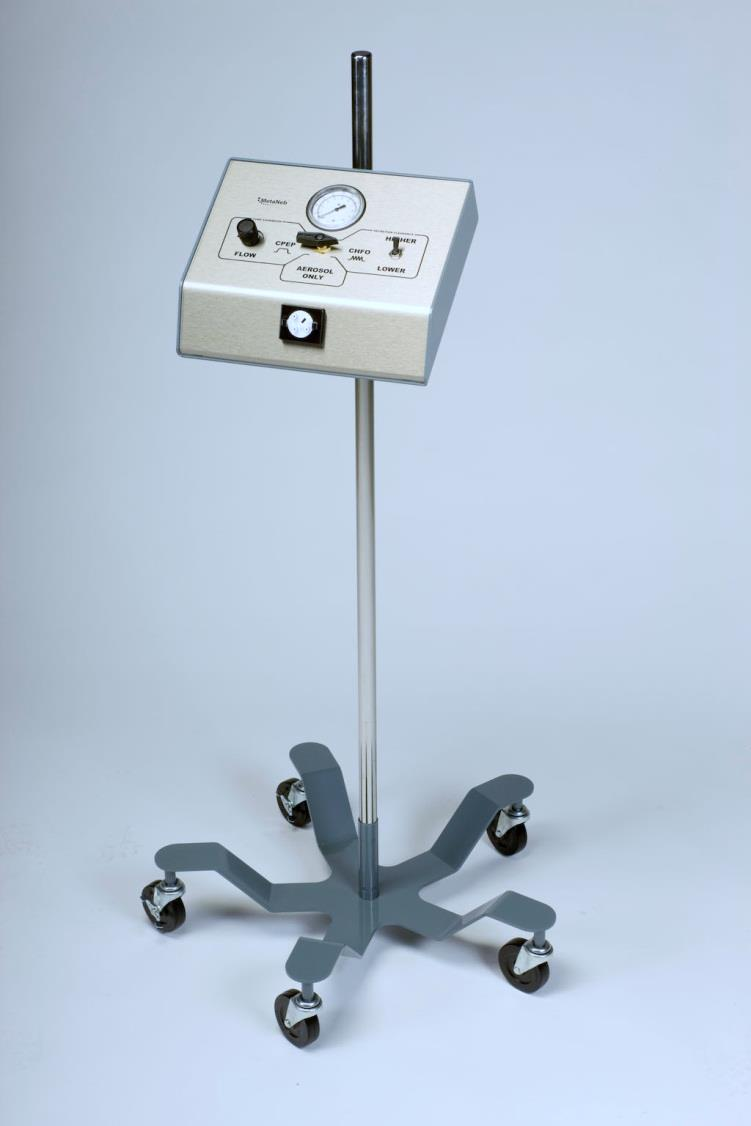 MetaNeb
HIGHER
CPEP
FLOW
CHFO
LOWER
AEROSOL
ONLY